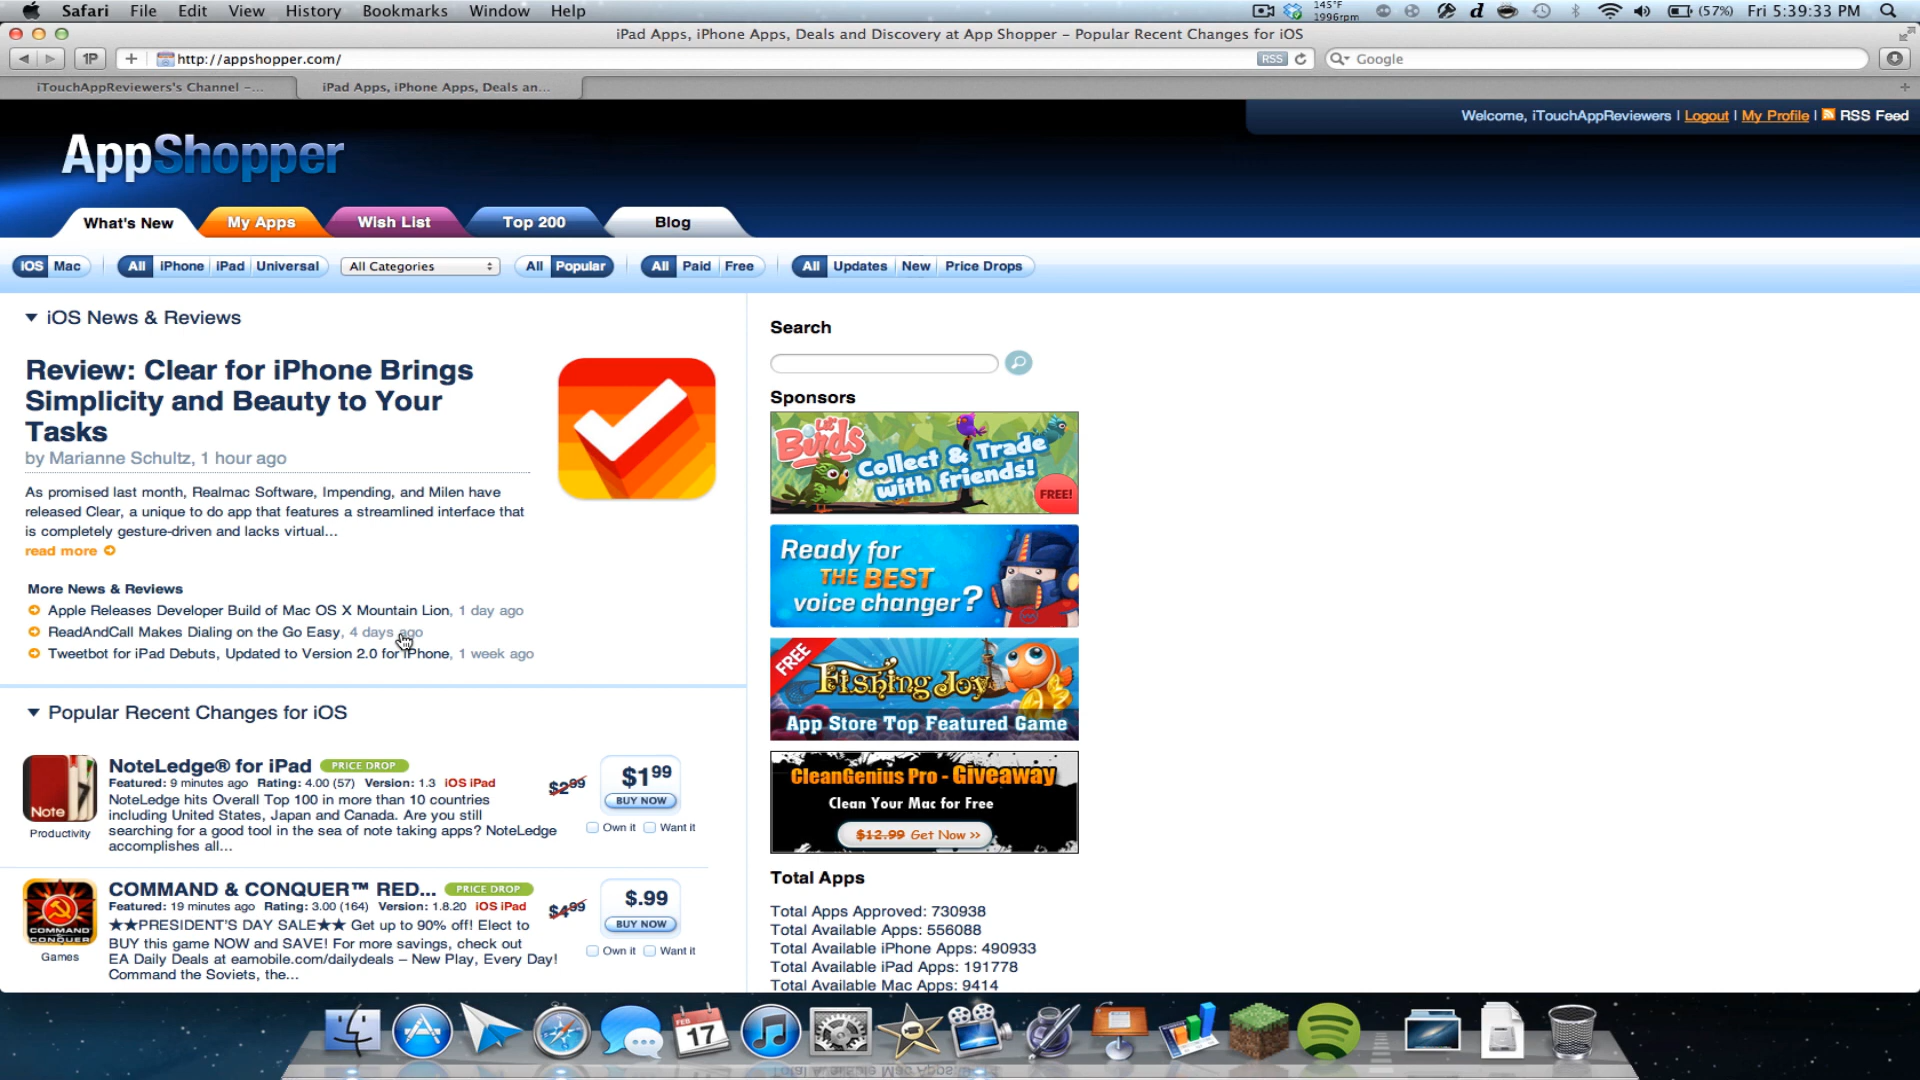 Safari File Edit View History Bookmarks Window Help
145°F
1996rpm
(57%) Fri 5:39:33 PM
iPad Apps, iPhone Apps, Deals and Discovery at App Shopper – Popular Recent Changes for iOS
1P
http://appshopper.com/
RSS
Google
iTouchAppReviewers's Channel –...
iPad Apps, iPhone Apps, Deals an...
Welcome, iTouchAppReviewers | Logout | My Profile | RSS Feed
AppShopper
What's New
My Apps
Wish List
Top 200
Blog
iOS Mac
All iPhone iPad Universal
All Categories
All Popular
All Paid Free
All Updates New Price Drops
iOS News & Reviews
Review: Clear for iPhone Brings
Simplicity and Beauty to Your
Tasks
by Marianne Schultz, 1 hour ago
As promised last month, Realmac Software, Impending, and Milen have
released Clear, a unique to do app that features a streamlined interface that
is completely gesture-driven and lacks virtual...
read more
More News & Reviews
Apple Releases Developer Build of Mac OS X Mountain Lion, 1 day ago
ReadAndCall Makes Dialing on the Go Easy, 4 days ago
Tweetbot for iPad Debuts, Updated to Version 2.0 for iPhone, 1 week ago
Popular Recent Changes for iOS
Note
Productivity
NoteLedge® for iPad PRICE DROP
Featured: 9 minutes ago Rating: 4.00 (57) Version: 1.3 iOS iPad
NoteLedge hits Overall Top 100 in more than 10 countries
including United States, Japan and Canada. Are you still
searching for a good tool in the sea of note taking apps? NoteLedge
accomplishes all...
$2.99
$1.99
BUY NOW
Own it Want it
COMMAND
CONQUER
Games
COMMAND & CONQUER™ RED... PRICE DROP
Featured: 19 minutes ago Rating: 3.00 (164) Version: 1.8.20 iOS iPad
★★PRESIDENT'S DAY SALE★★ Get up to 90% off! Elect to
BUY this game NOW and SAVE! For more savings, check out
EA Daily Deals at eamobile.com/dailydeals – New Play, Every Day!
Command the Soviets, the...
$4.99
$.99
BUY NOW
Own it Want it
Search
Sponsors
Lil' Birds
Collect & Trade
with friends!
FREE!
Ready for
THE BEST
voice changer?
FREE
Fishing Joy
App Store Top Featured Game
CleanGenius Pro - Giveaway
Clean Your Mac for Free
$12.99 Get Now >>
Total Apps
Total Apps Approved: 730938
Total Available Apps: 556088
Total Available iPhone Apps: 490933
Total Available iPad Apps: 191778
Total Available Mac Apps: 9414
FEB
17